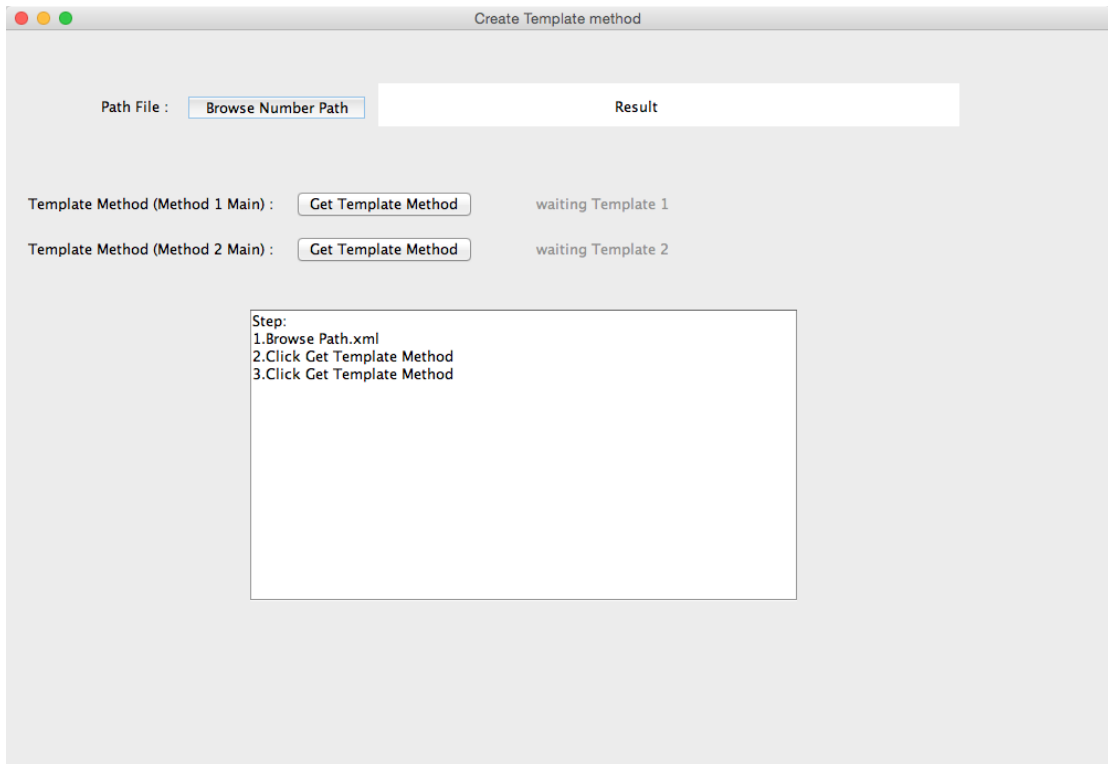 Create Template method
Path File : Browse Number Path Result
Template Method (Method 1 Main) : Get Template Method waiting Template 1
Template Method (Method 2 Main) : Get Template Method waiting Template 2
Step:
1.Browse Path.xml
2.Click Get Template Method
3.Click Get Template Method